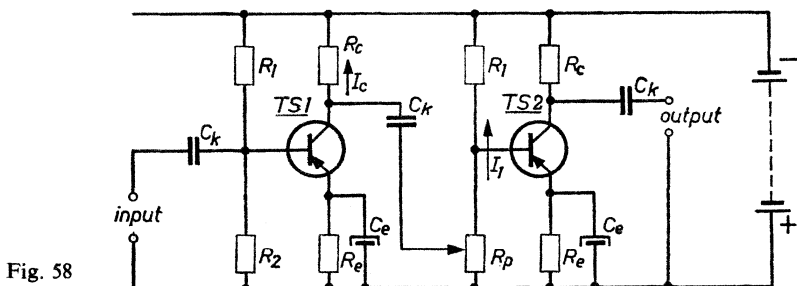 R1
Rc
Ic
TS1
Ck
Ck
input
R2
Re
Ce
R1
Rc
TS2
Ck
output
I1
Rp
Re
Ce
−
+
Fig. 58